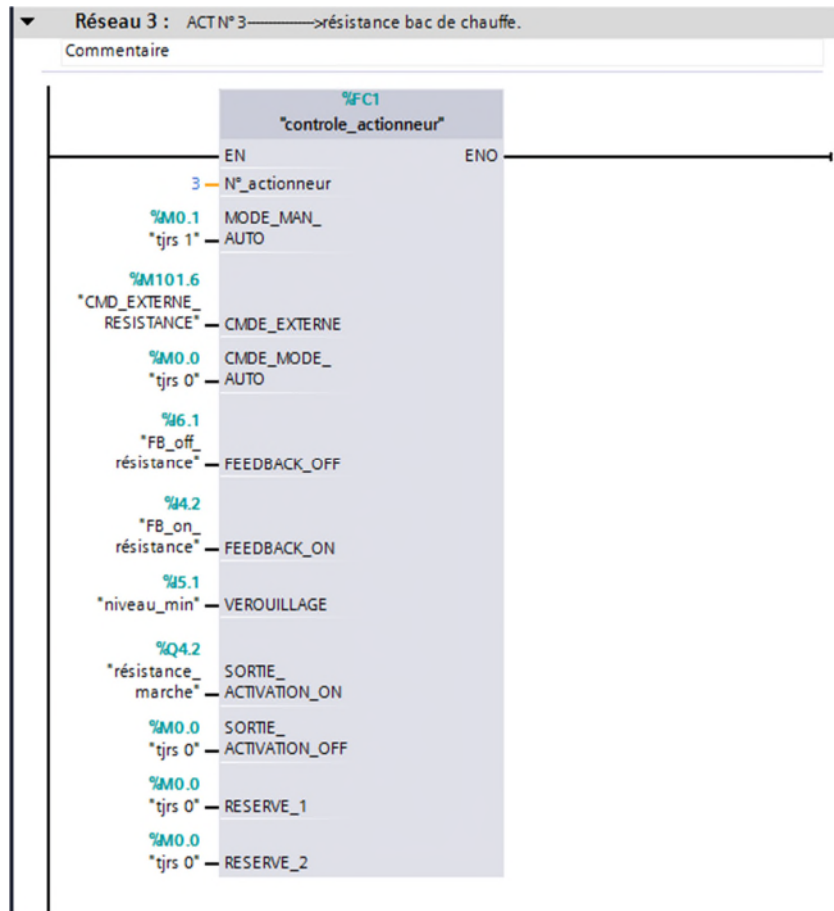 Réseau 3 : ACT N° 3--------------->résistance bac de chauffe.
Commentaire
%FC1
"controle_actionneur"
EN ENO
3 N°_actionneur
%M0.1 MODE_MAN_
"tjrs 1" AUTO
%M101.6
"CMD_EXTERNE_
RESISTANCE" CMDE_EXTERNE
%M0.0 CMDE_MODE_
"tjrs 0" AUTO
%I6.1
"FB_off_
résistance" FEEDBACK_OFF
%I4.2
"FB_on_
résistance" FEEDBACK_ON
%I5.1
"niveau_min" VEROUILLAGE
%Q4.2
"résistance_ SORTIE_
marche" ACTIVATION_ON
%M0.0 SORTIE_
"tjrs 0" ACTIVATION_OFF
%M0.0
"tjrs 0" RESERVE_1
%M0.0
"tjrs 0" RESERVE_2